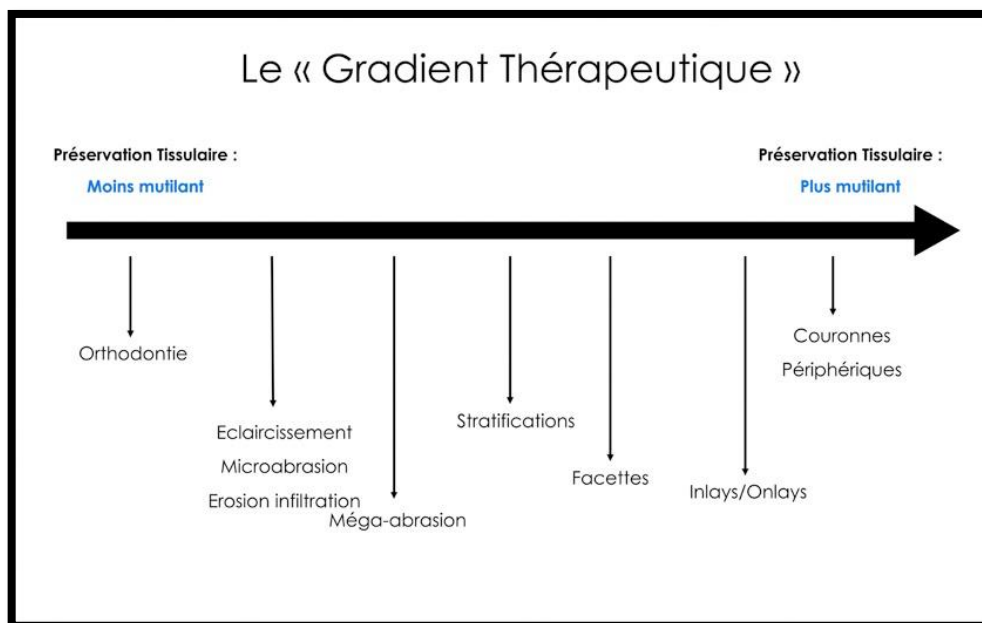 Le « Gradient Thérapeutique »
Préservation Tissulaire :
Moins mutilant
Préservation Tissulaire :
Plus mutilant
Orthodontie
Eclaircissement
Microabrasion
Erosion infiltration
Méga-abrasion
Stratifications
Facettes
Inlays/Onlays
Couronnes
Périphériques